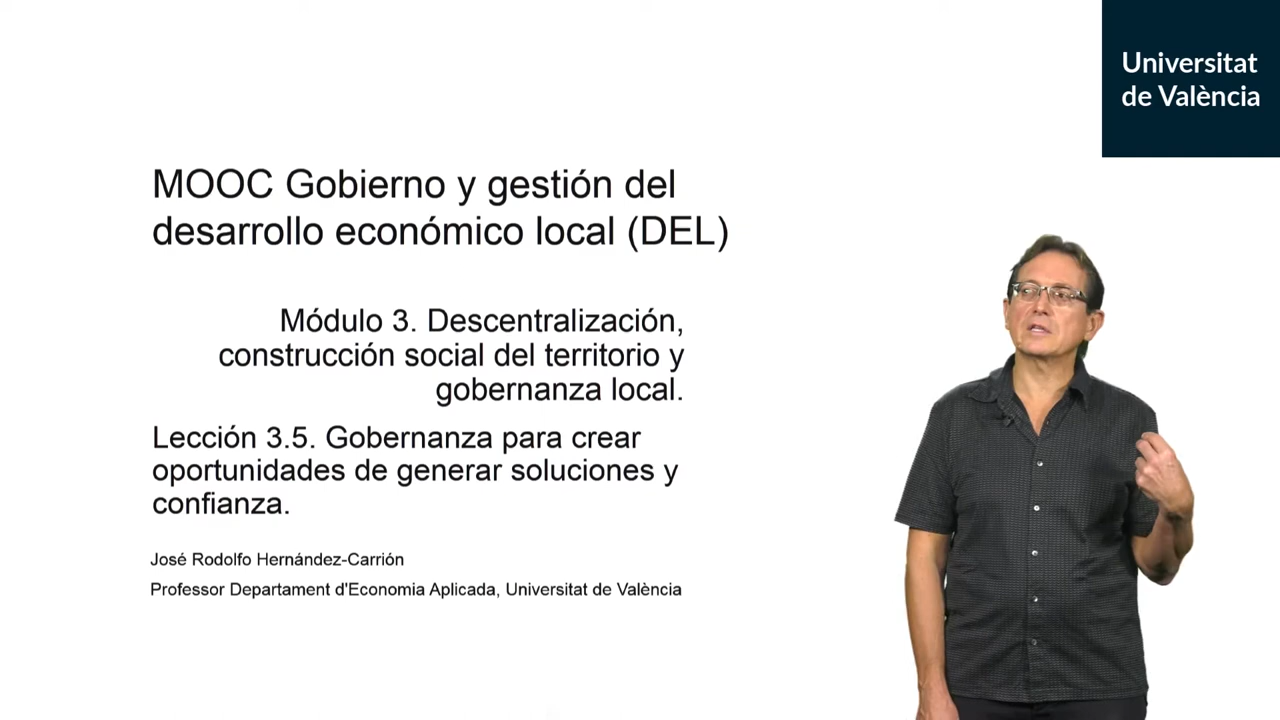 Universitat
de València
MOOC Gobierno y gestión del
desarrollo económico local (DEL)
Módulo 3. Descentralización,
construcción social del territorio y
gobernanza local.
Lección 3.5. Gobernanza para crear
oportunidades de generar soluciones y
confianza.
José Rodolfo Hernández-Carrión
Professor Departament d'Economia Aplicada, Universitat de València